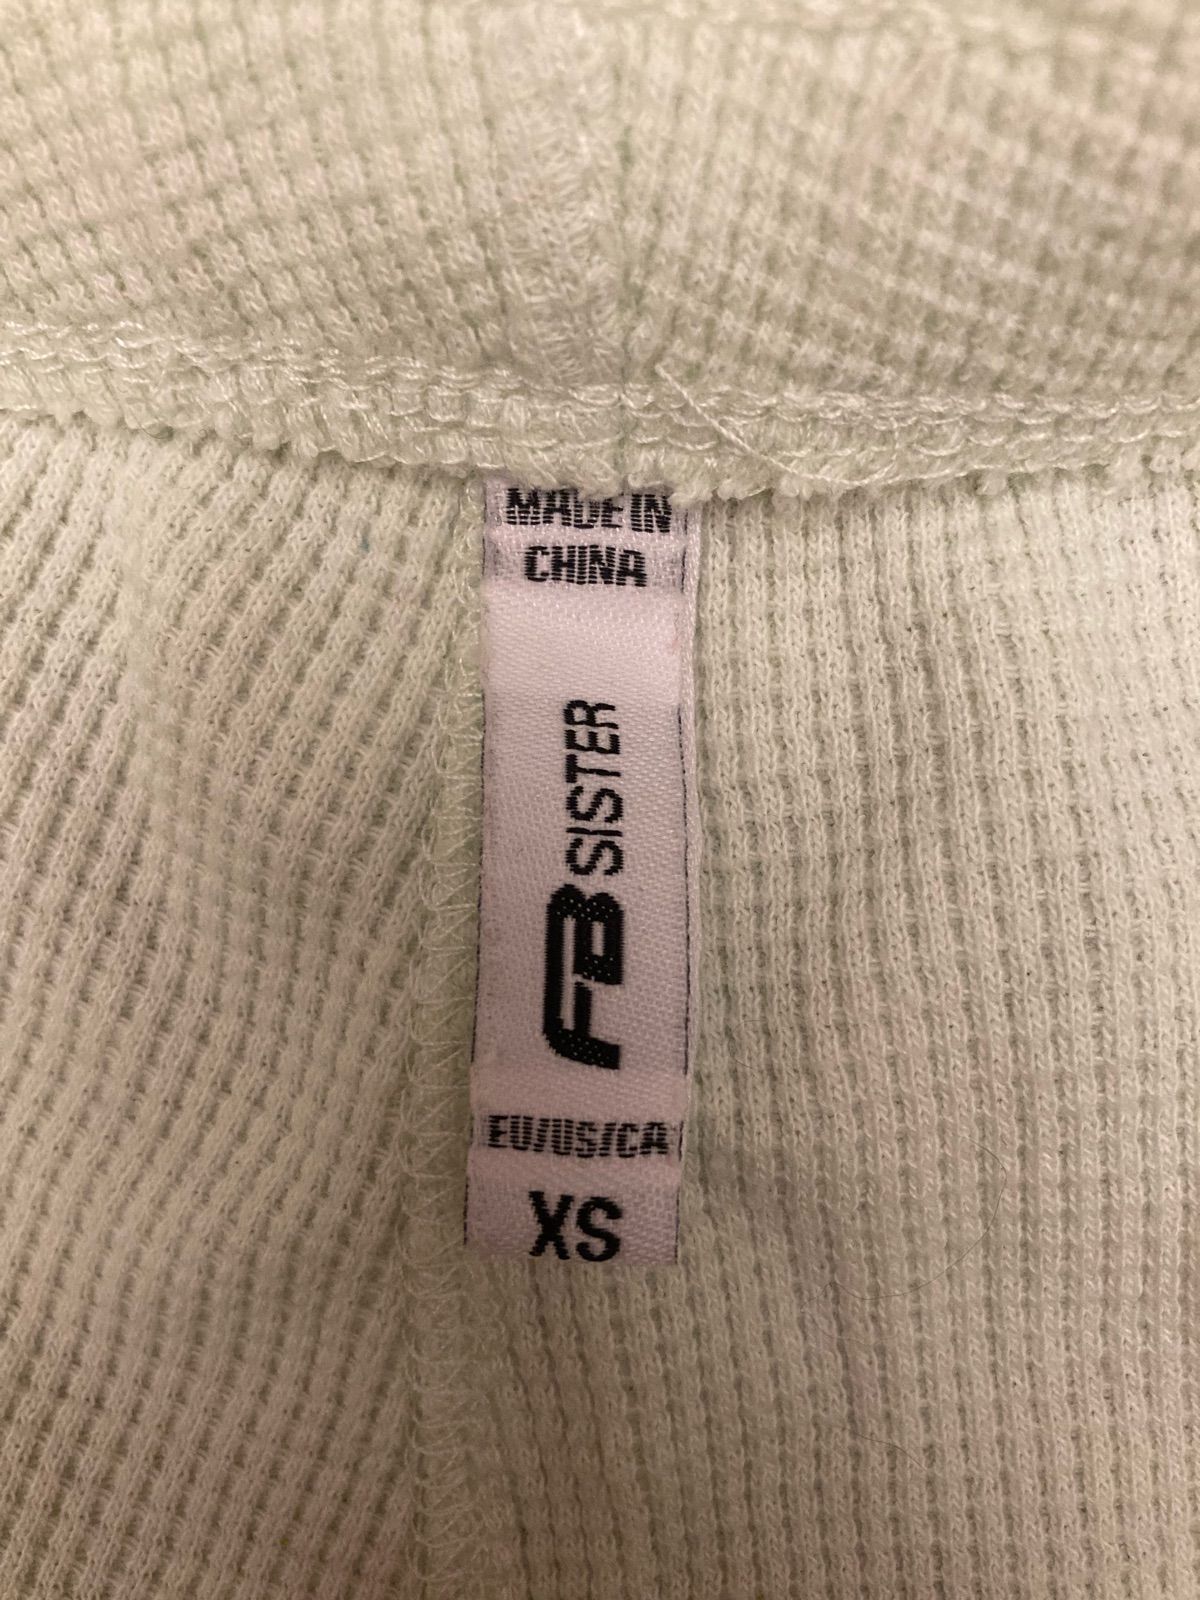 MADE IN
CHINA
FB SISTER
EU/US/CA
XS